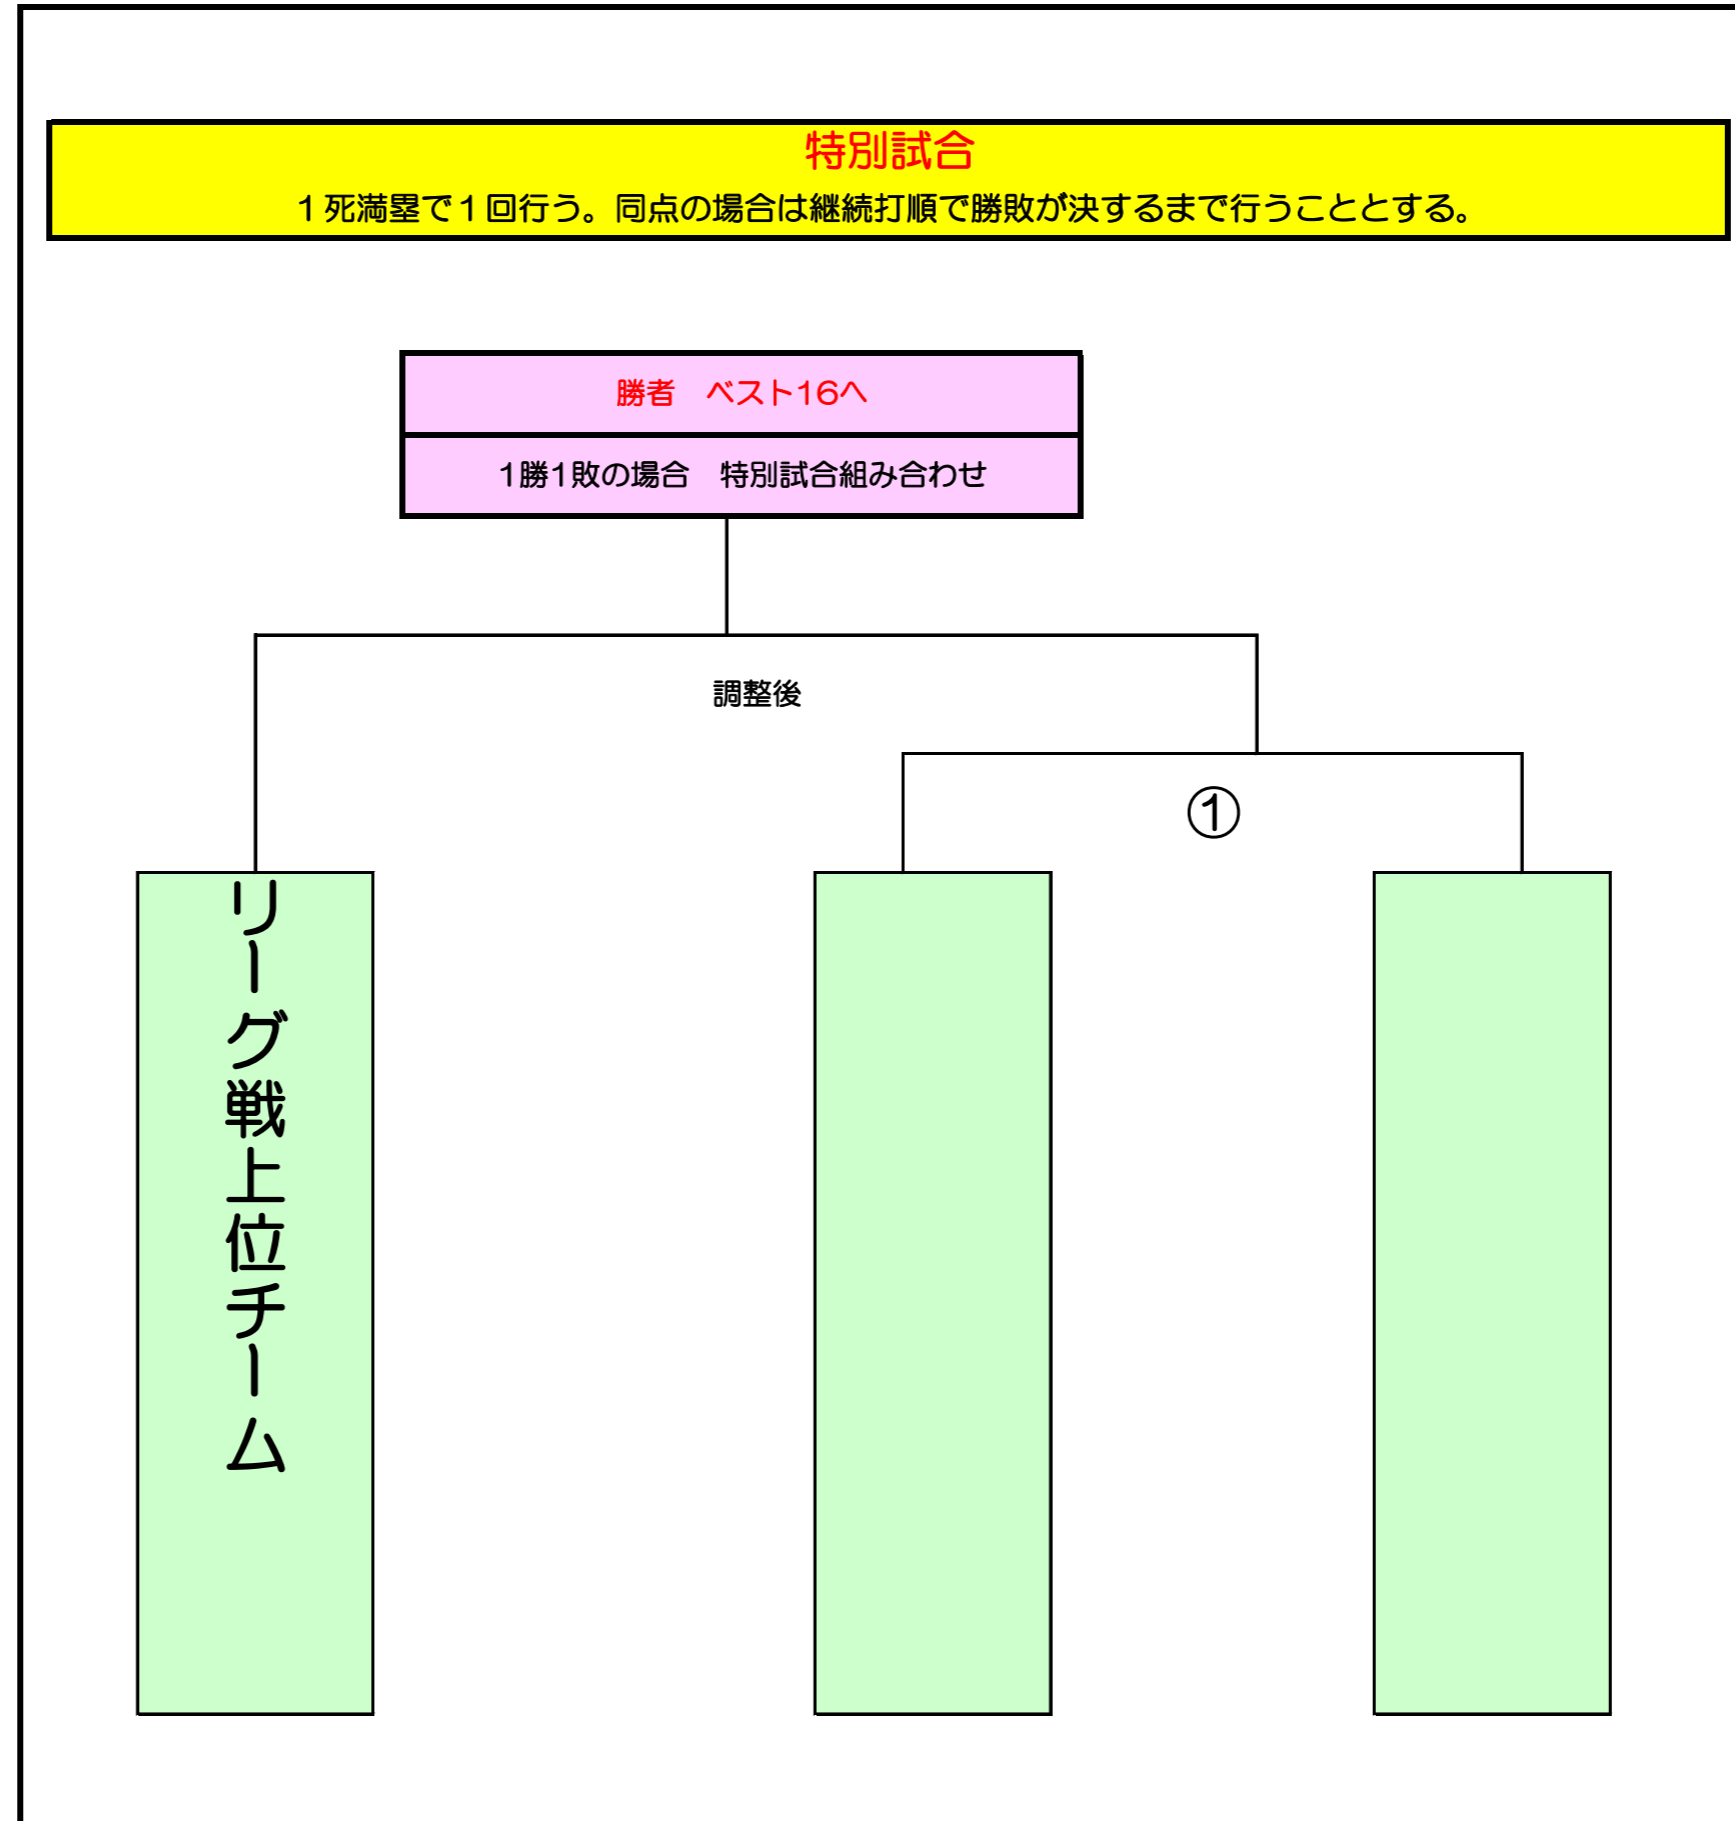 特別試合
１死満塁で１回行う。同点の場合は継続打順で勝敗が決するまで行うこととする。
勝者　ベスト16へ
1勝1敗の場合　特別試合組み合わせ
調整後
①
リーグ戦上位チーム